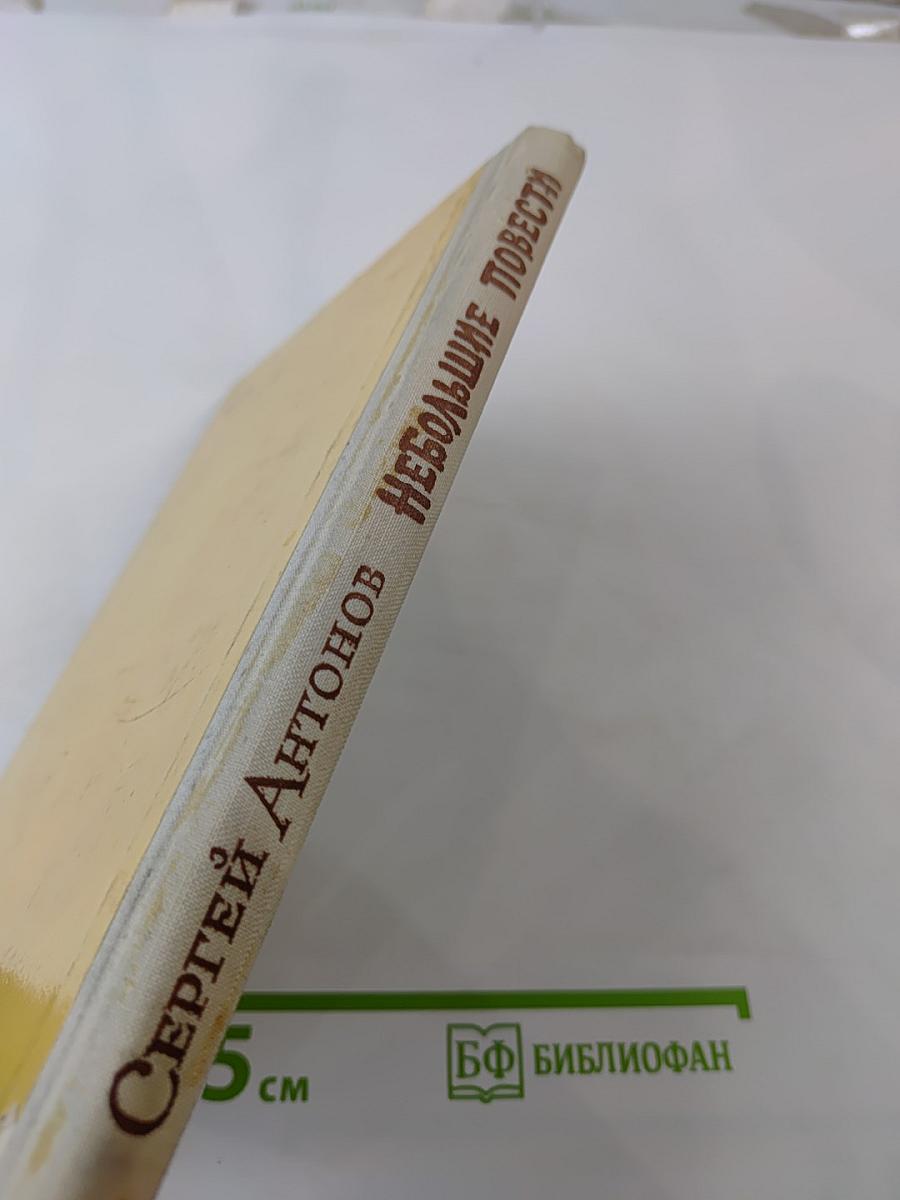 Сергей Антонов Небольшие повести
5 см
БФ БИБЛИОФАН